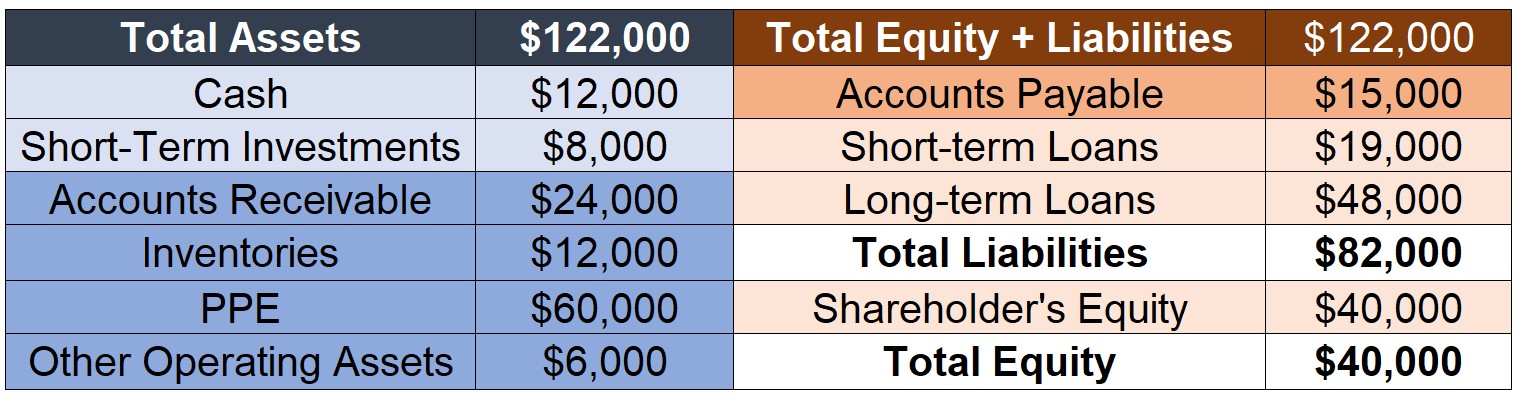 Total Assets $122,000 Total Equity + Liabilities $122,000
Cash $12,000 Accounts Payable $15,000
Short-Term Investments $8,000 Short-term Loans $19,000
Accounts Receivable $24,000 Long-term Loans $48,000
Inventories $12,000 Total Liabilities $82,000
PPE $60,000 Shareholder's Equity $40,000
Other Operating Assets $6,000 Total Equity $40,000